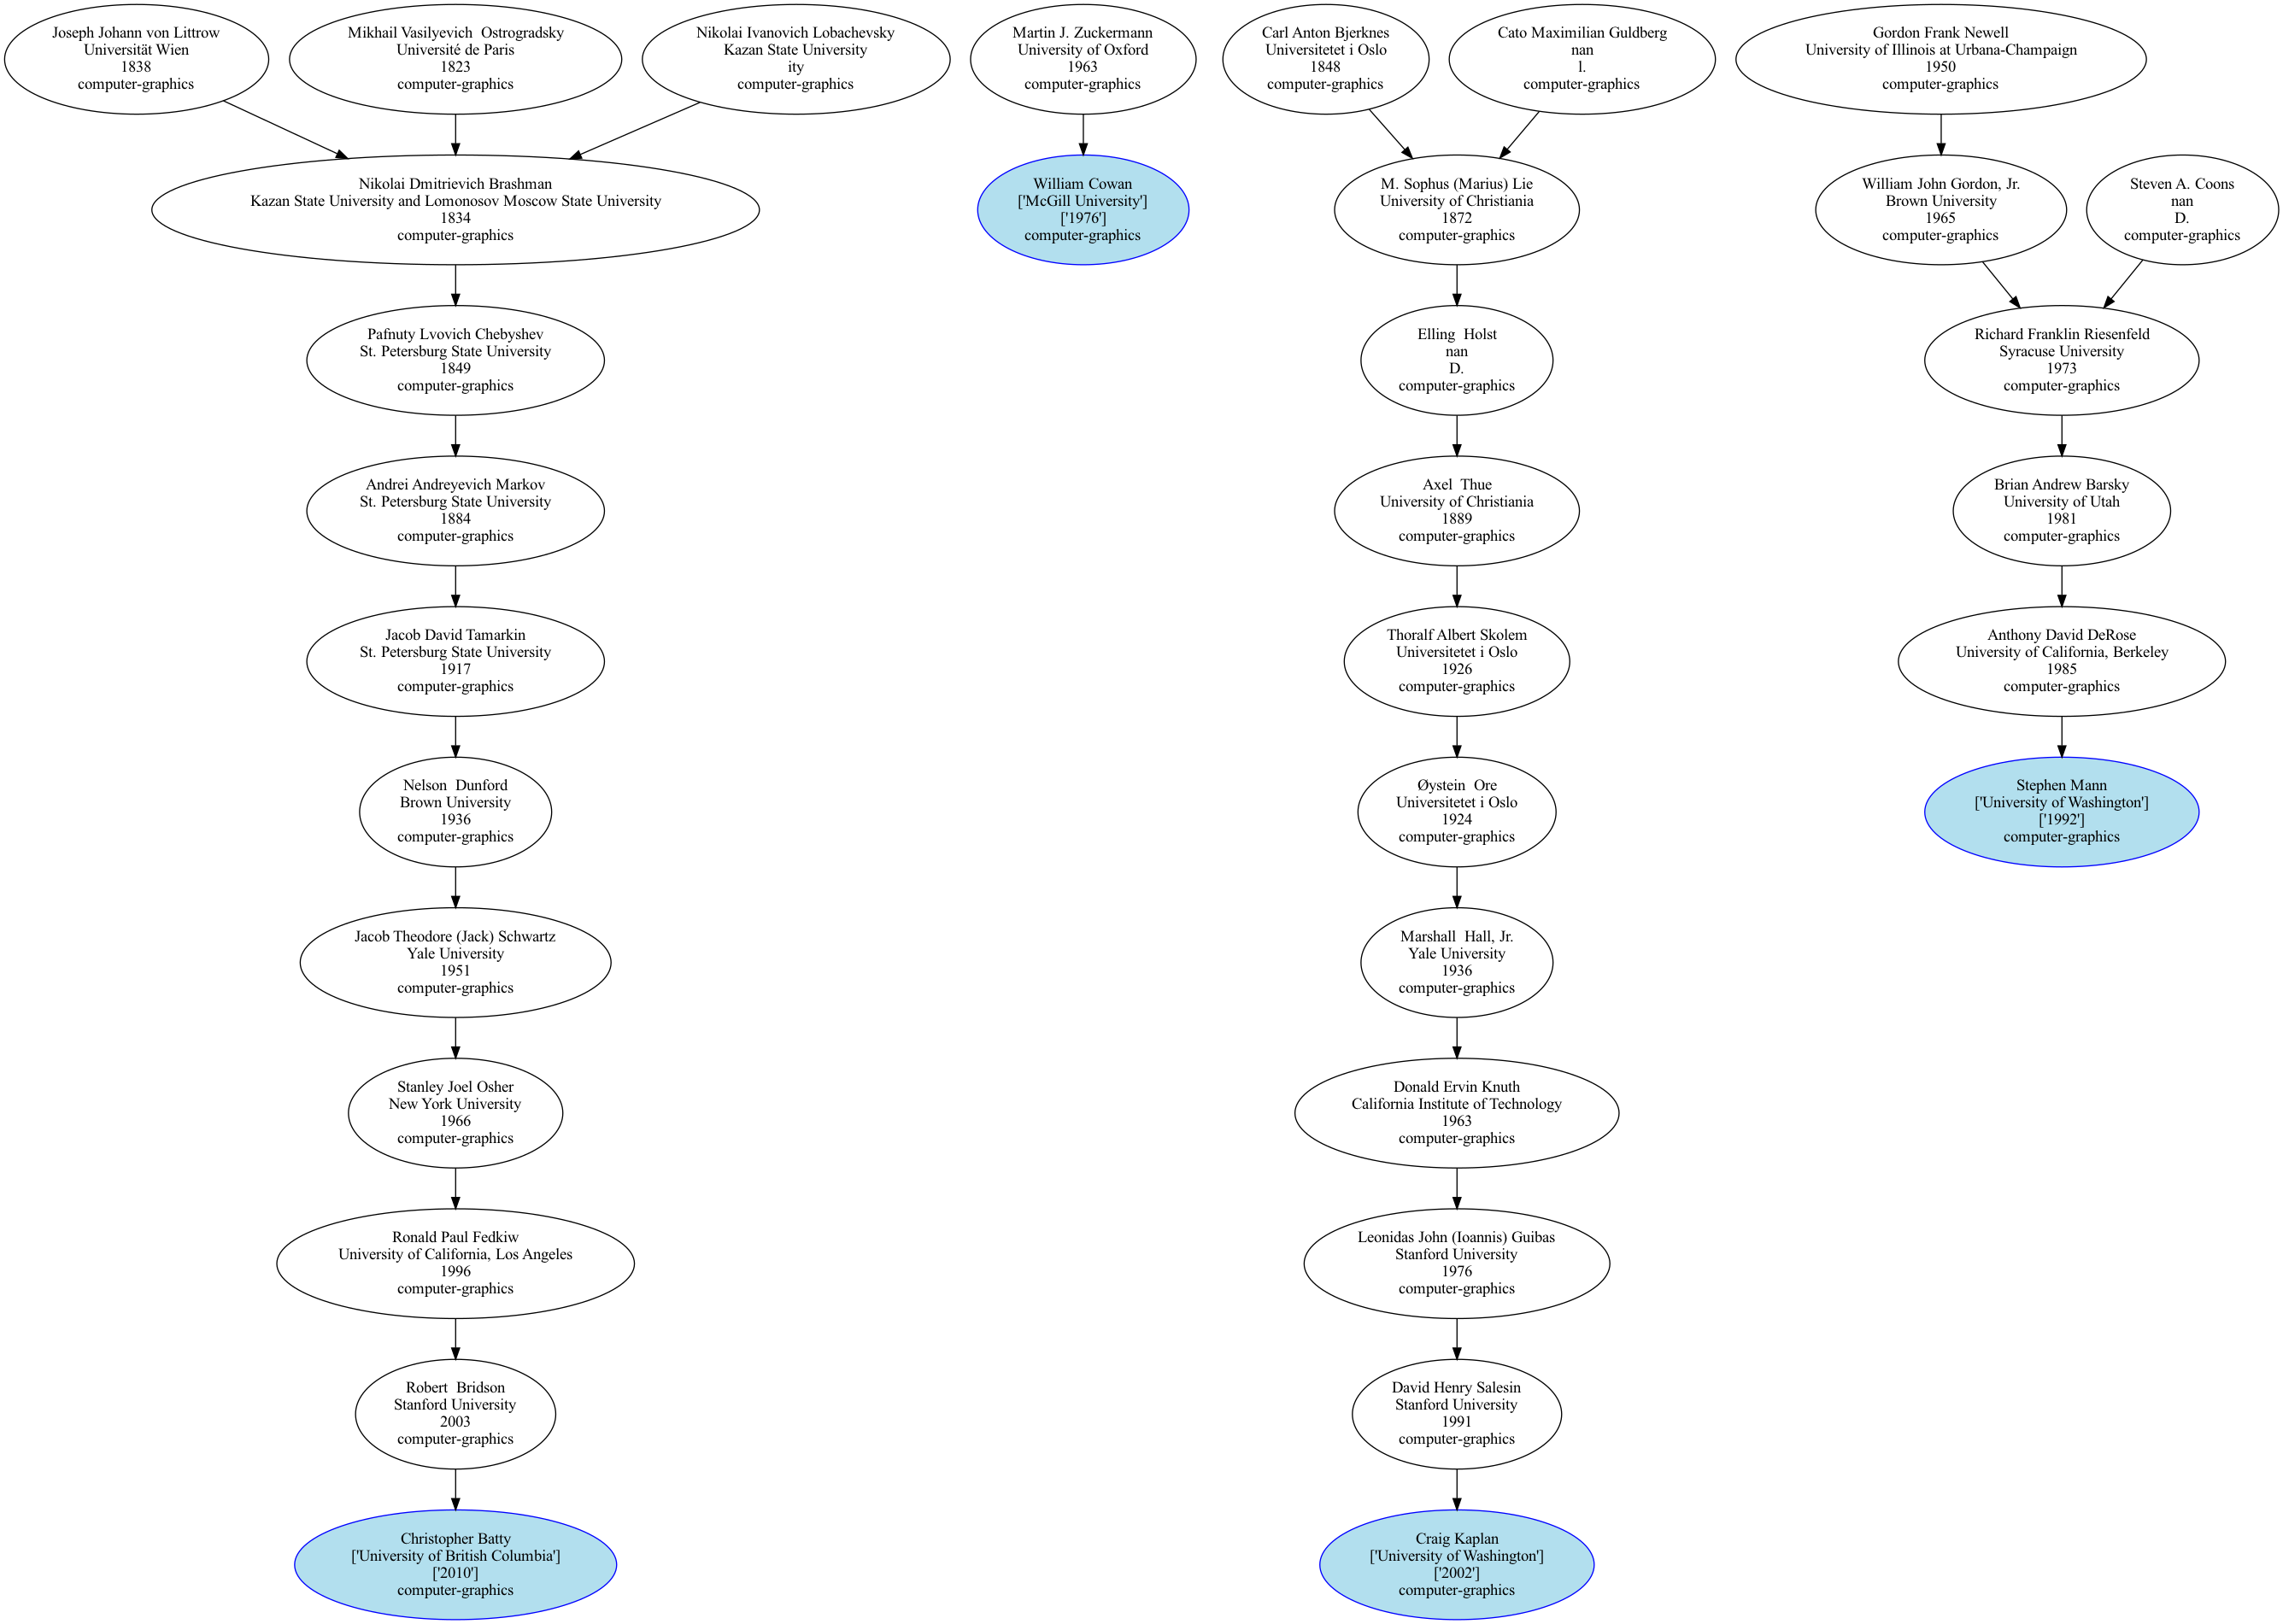 Joseph Johann von Littrow
Universität Wien
1838
computer-graphics
Mikhail Vasilyevich  Ostrogradsky
Université de Paris
1823
computer-graphics
Nikolai Ivanovich Lobachevsky
Kazan State University
ity
computer-graphics
Martin J. Zuckermann
University of Oxford
1963
computer-graphics
Carl Anton Bjerknes
Universitetet i Oslo
1848
computer-graphics
Cato Maximilian Guldberg
nan
l.
computer-graphics
Gordon Frank Newell
University of Illinois at Urbana-Champaign
1950
computer-graphics
Nikolai Dmitrievich Brashman
Kazan State University and Lomonosov Moscow State University
1834
computer-graphics
William Cowan
['McGill University']
['1976']
computer-graphics
M. Sophus (Marius) Lie
University of Christiania
1872
computer-graphics
William John Gordon, Jr.
Brown University
1965
computer-graphics
Steven A. Coons
nan
D.
computer-graphics
Pafnuty Lvovich Chebyshev
St. Petersburg State University
1849
computer-graphics
Elling  Holst
nan
D.
computer-graphics
Richard Franklin Riesenfeld
Syracuse University
1973
computer-graphics
Andrei Andreyevich Markov
St. Petersburg State University
1884
computer-graphics
Axel  Thue
University of Christiania
1889
computer-graphics
Brian Andrew Barsky
University of Utah
1981
computer-graphics
Jacob David Tamarkin
St. Petersburg State University
1917
computer-graphics
Thoralf Albert Skolem
Universitetet i Oslo
1926
computer-graphics
Anthony David DeRose
University of California, Berkeley
1985
computer-graphics
Nelson  Dunford
Brown University
1936
computer-graphics
Øystein  Ore
Universitetet i Oslo
1924
computer-graphics
Stephen Mann
['University of Washington']
['1992']
computer-graphics
Jacob Theodore (Jack) Schwartz
Yale University
1951
computer-graphics
Marshall  Hall, Jr.
Yale University
1936
computer-graphics
Stanley Joel Osher
New York University
1966
computer-graphics
Donald Ervin Knuth
California Institute of Technology
1963
computer-graphics
Ronald Paul Fedkiw
University of California, Los Angeles
1996
computer-graphics
Leonidas John (Ioannis) Guibas
Stanford University
1976
computer-graphics
Robert  Bridson
Stanford University
2003
computer-graphics
David Henry Salesin
Stanford University
1991
computer-graphics
Christopher Batty
['University of British Columbia']
['2010']
computer-graphics
Craig Kaplan
['University of Washington']
['2002']
computer-graphics